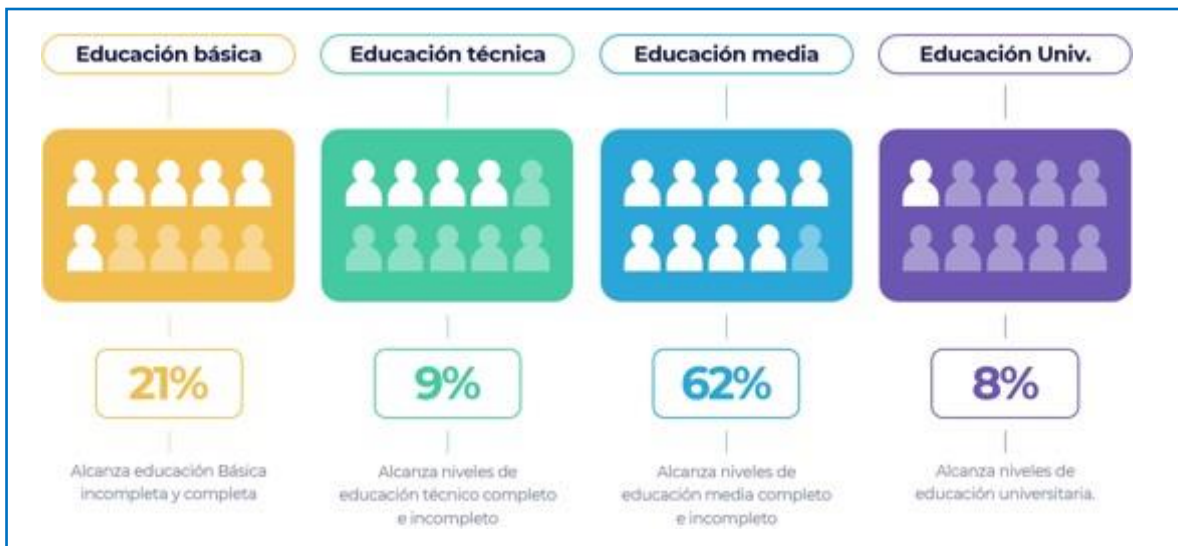 Educación básica
Educación técnica
Educación media
Educación Univ.
21%
9%
62%
8%
Alcanza educación Básica
incompleta y completa
Alcanza niveles de
educación técnico completo
e incompleto
Alcanza niveles de
educación media completo
e incompleto
Alcanza niveles de
educación universitaria.